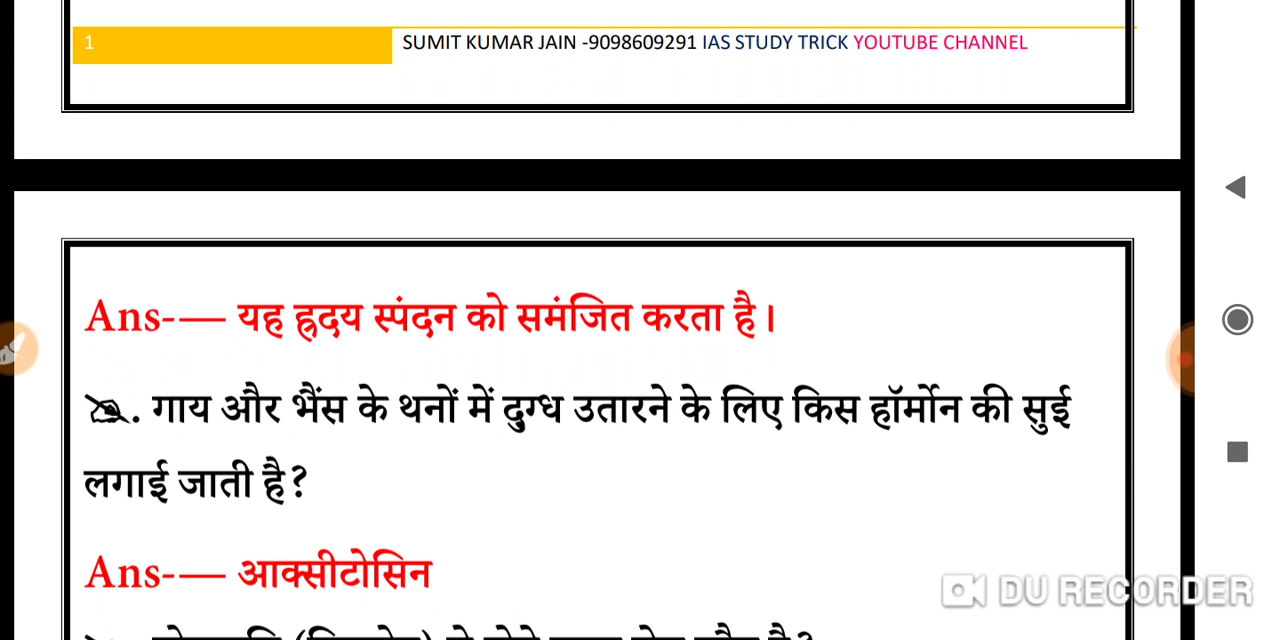 1 SUMIT KUMAR JAIN -9098609291 IAS STUDY TRICK YOUTUBE CHANNEL
Ans-— यह ह्रदय स्पंदन को समंजित करता है।
. गाय और भैंस के थनों में दुग्ध उतारने के लिए किस हॉर्मोन की सुई
लगाई जाती है?
Ans-— आक्सीटोसिन
DU RECORDER